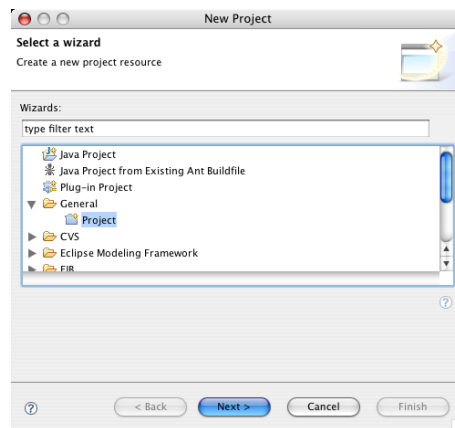 New Project
Select a wizard
Create a new project resource
Wizards:
type filter text
Java Project
Java Project from Existing Ant Buildfile
Plug-in Project
General
Project
CVS
Eclipse Modeling Framework
EJB
< Back
Next >
Cancel
Finish